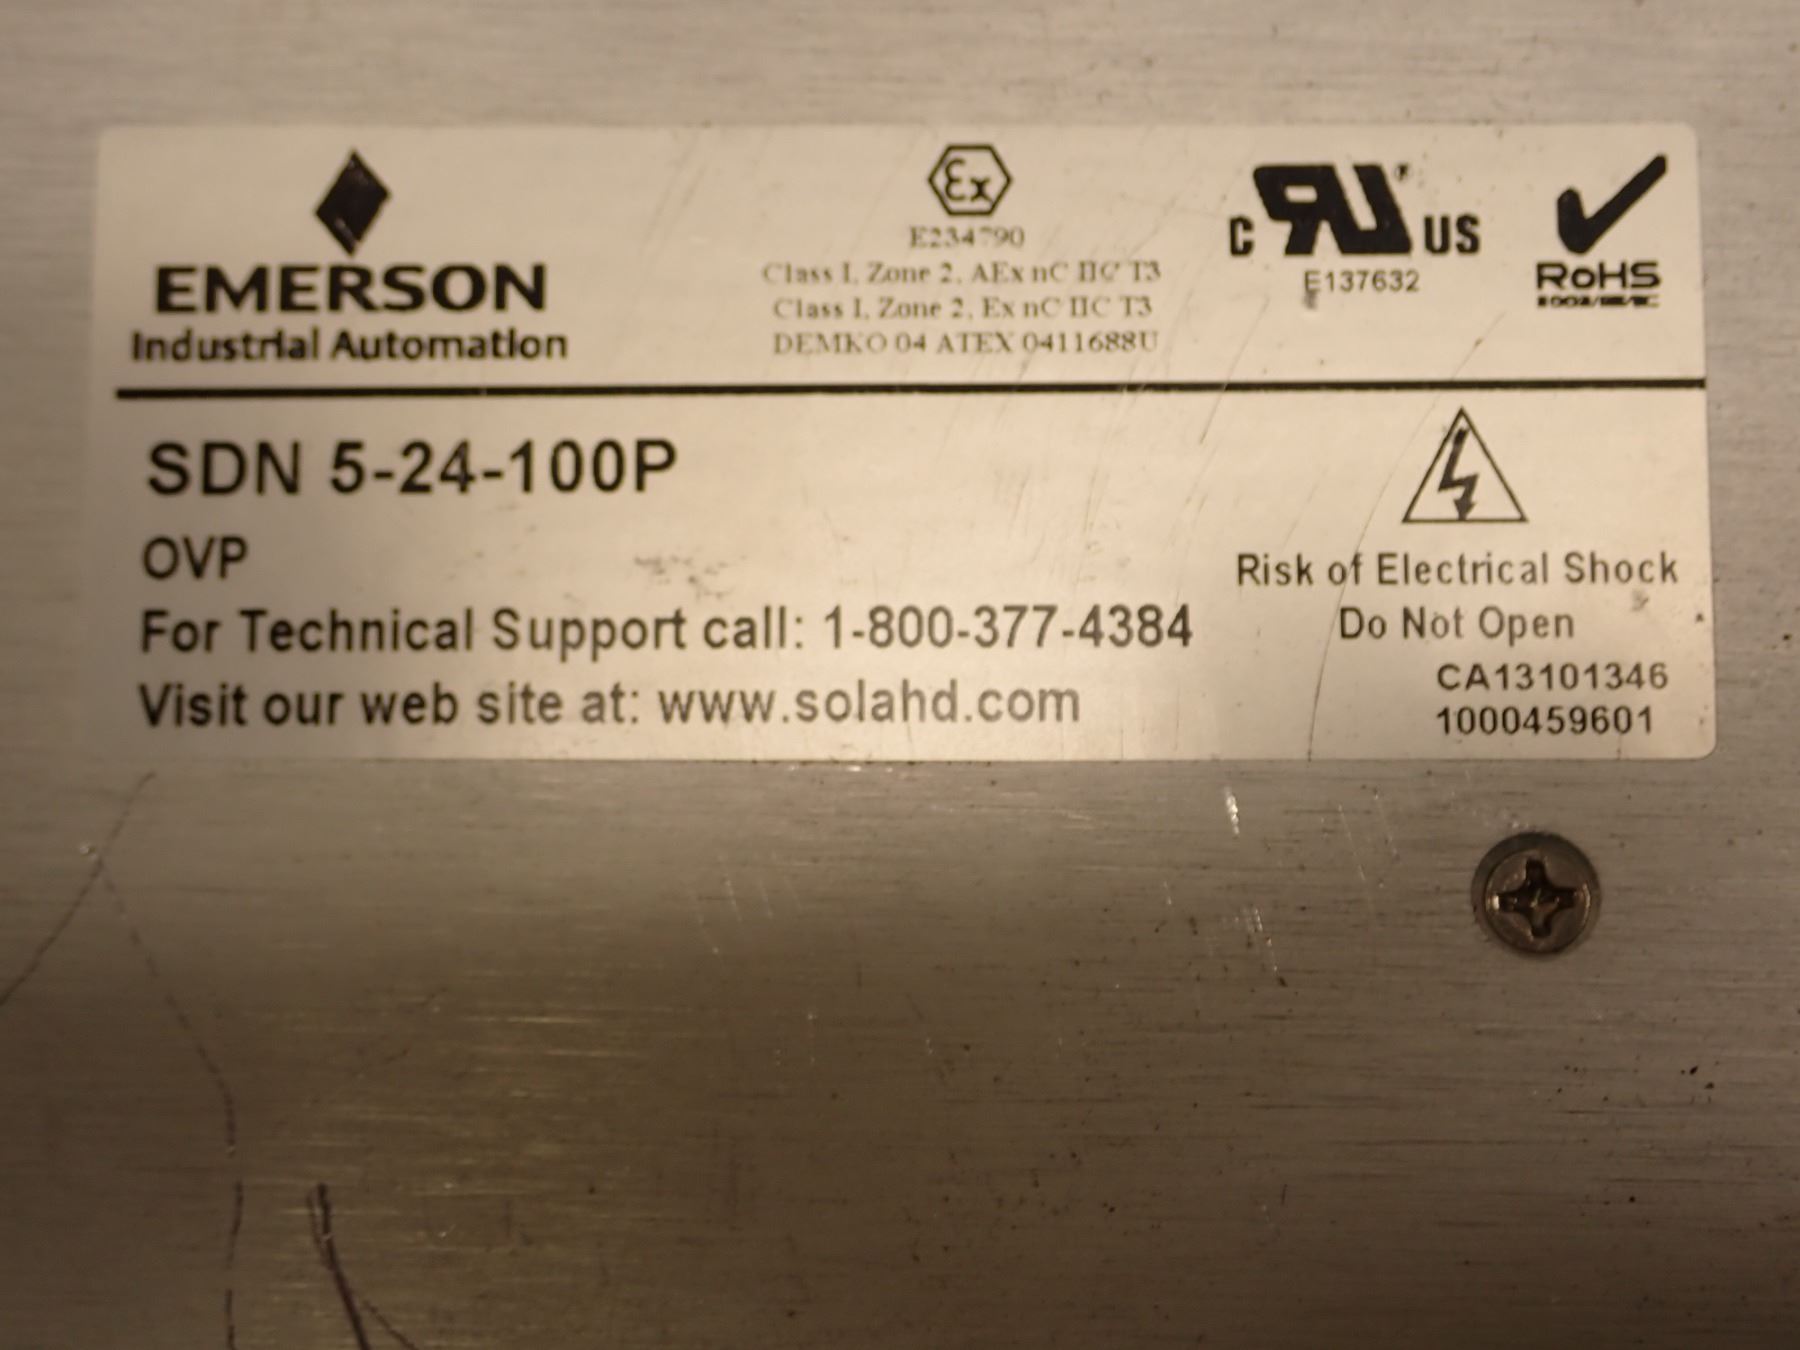 EMERSON
Industrial Automation
Ex
E234790
Class I, Zone 2, AEx nC IIC T3
Class I, Zone 2, Ex nC IIC T3
DEMKO 04 ATEX 0411688U
C RU® US
E137632
RoHS
SDN 5-24-100P
OVP
For Technical Support call: 1-800-377-4384
Visit our web site at: www.solahd.com
Risk of Electrical Shock
Do Not Open
CA13101346
1000459601